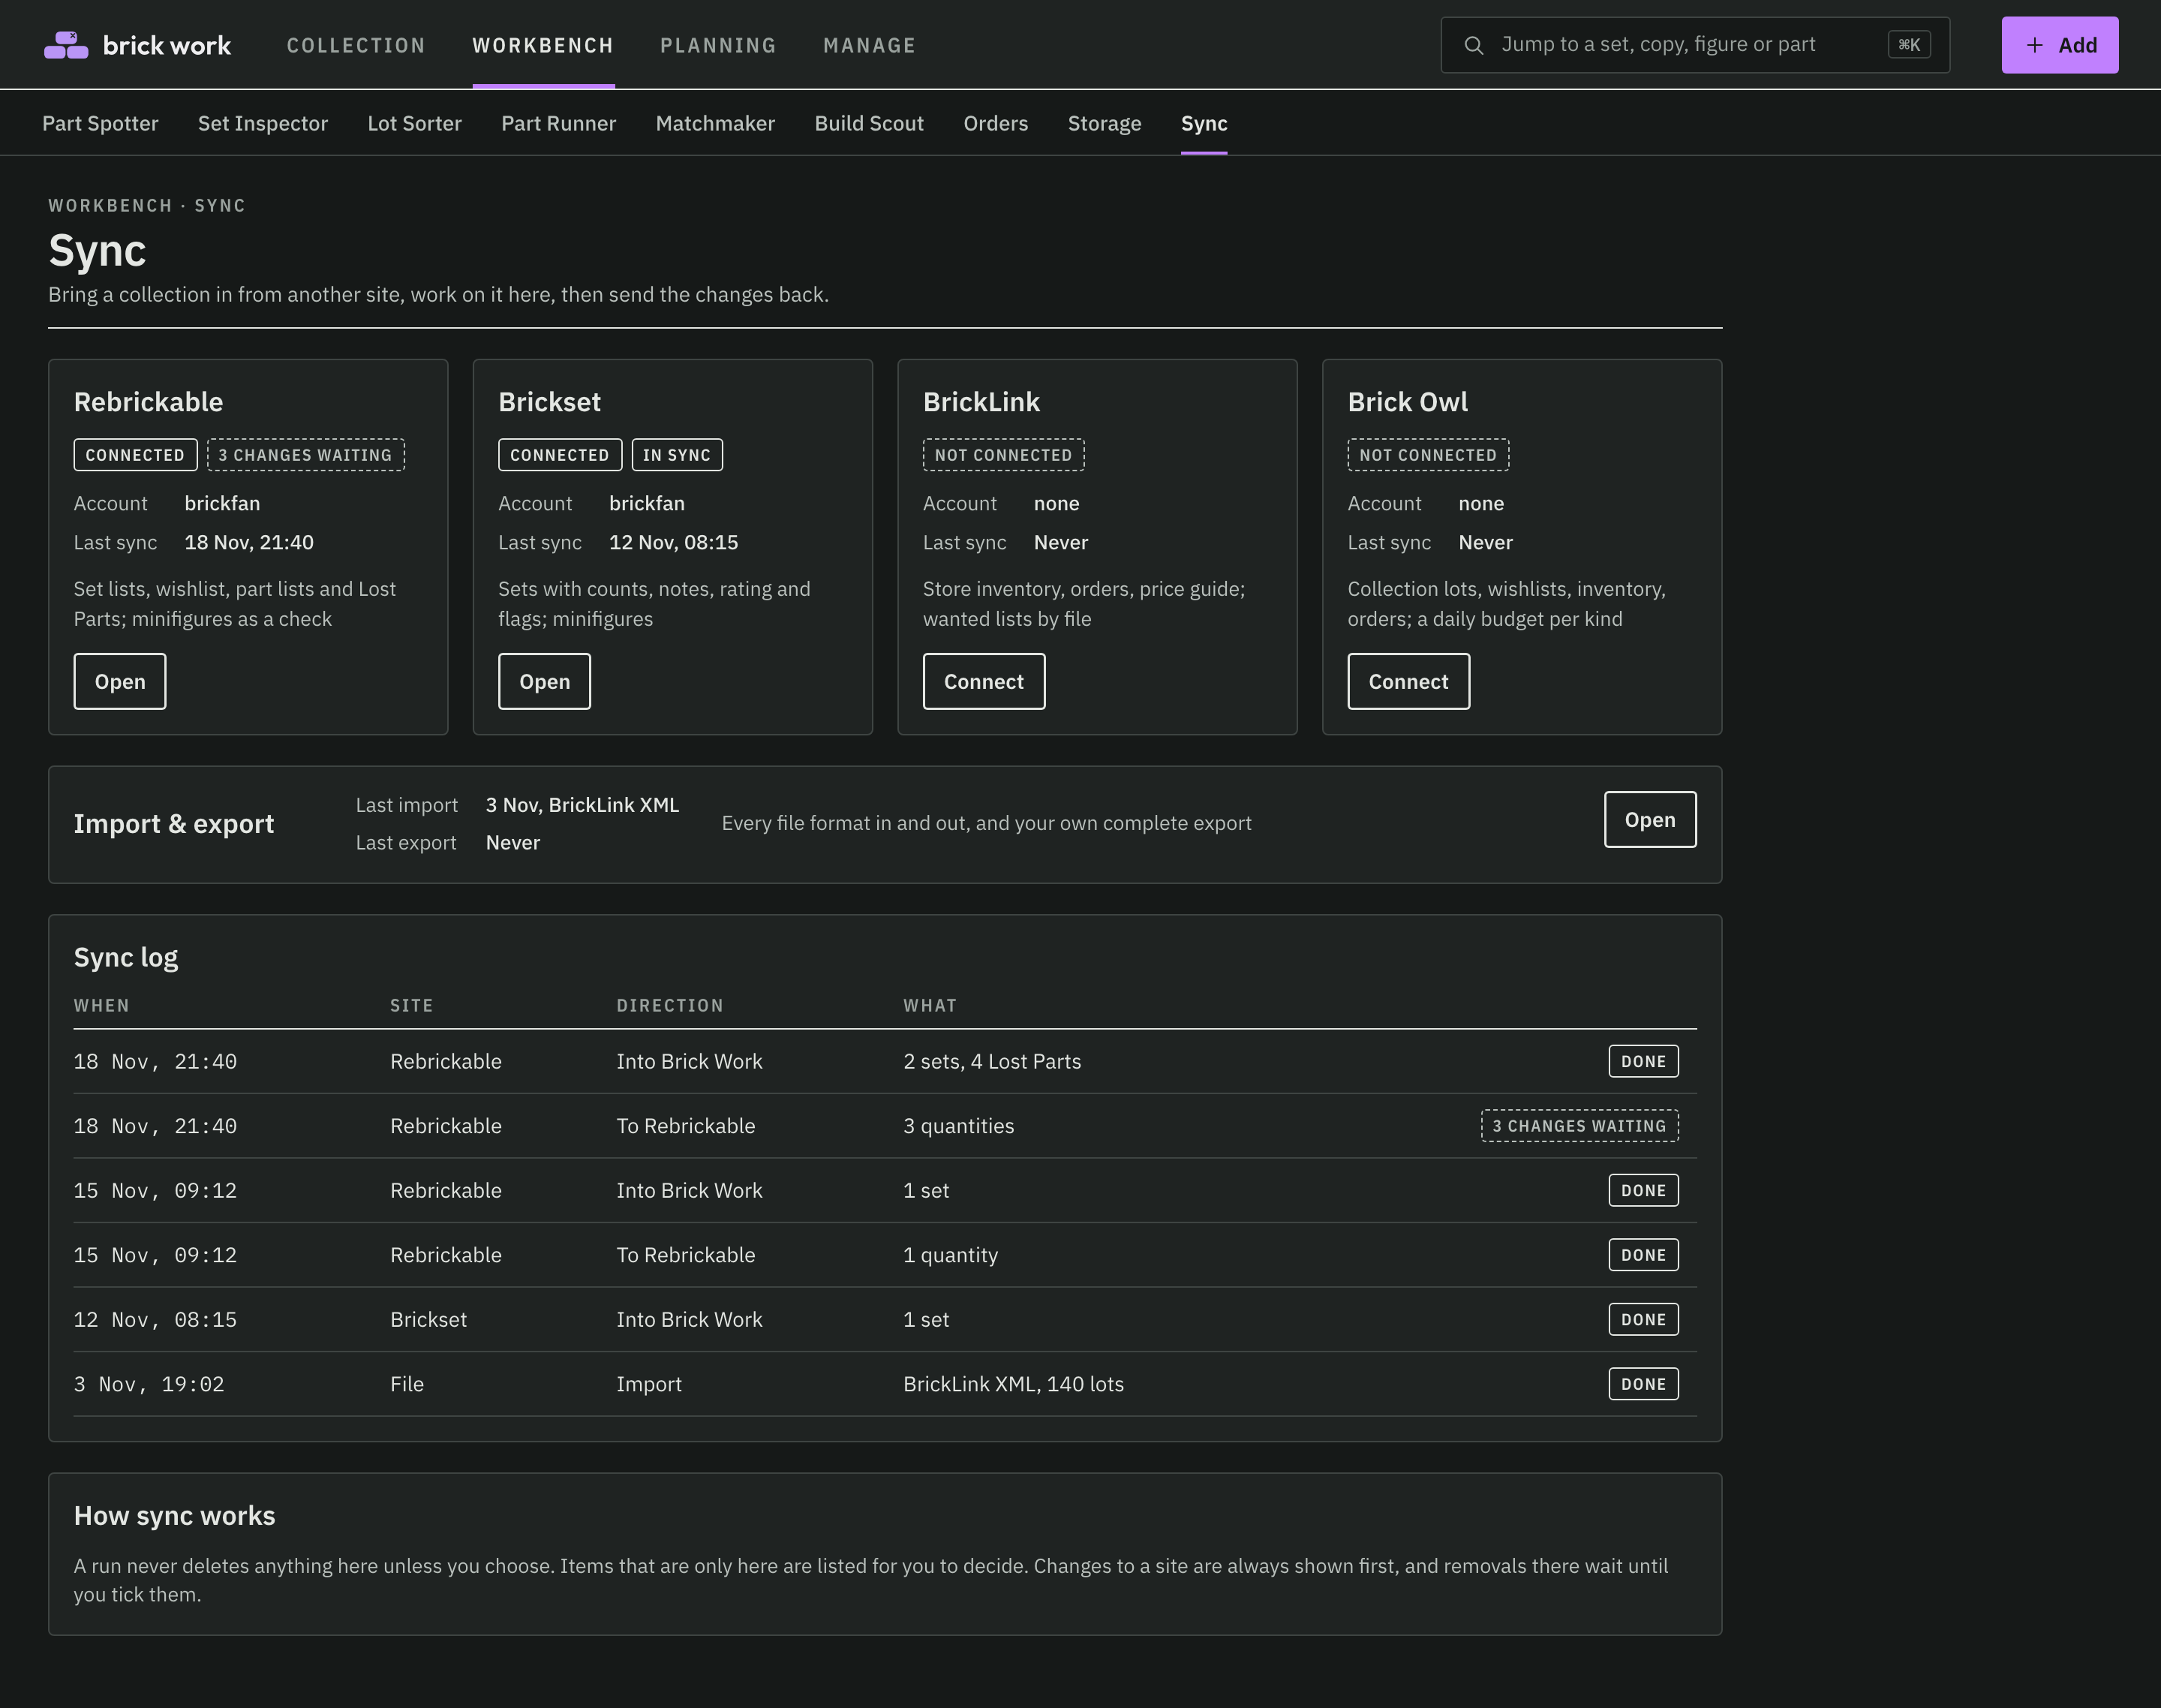 brick work COLLECTION WORKBENCH PLANNING MANAGE Jump to a set, copy, figure or part ⌘K + Add
Part Spotter Set Inspector Lot Sorter Part Runner Matchmaker Build Scout Orders Storage Sync
WORKBENCH · SYNC
Sync
Bring a collection in from another site, work on it here, then send the changes back.
Rebrickable
CONNECTED 3 CHANGES WAITING
Account brickfan
Last sync 18 Nov, 21:40
Set lists, wishlist, part lists and Lost
Parts; minifigures as a check
Open
Brickset
CONNECTED IN SYNC
Account brickfan
Last sync 12 Nov, 08:15
Sets with counts, notes, rating and
flags; minifigures
Open
BrickLink
NOT CONNECTED
Account none
Last sync Never
Store inventory, orders, price guide;
wanted lists by file
Connect
Brick Owl
NOT CONNECTED
Account none
Last sync Never
Collection lots, wishlists, inventory,
orders; a daily budget per kind
Connect
Import & export
Last import 3 Nov, BrickLink XML
Last export Never
Every file format in and out, and your own complete export
Open
Sync log
WHEN SITE DIRECTION WHAT
18 Nov, 21:40 Rebrickable Into Brick Work 2 sets, 4 Lost Parts DONE
18 Nov, 21:40 Rebrickable To Rebrickable 3 quantities 3 CHANGES WAITING
15 Nov, 09:12 Rebrickable Into Brick Work 1 set DONE
15 Nov, 09:12 Rebrickable To Rebrickable 1 quantity DONE
12 Nov, 08:15 Brickset Into Brick Work 1 set DONE
3 Nov, 19:02 File Import BrickLink XML, 140 lots DONE
How sync works
A run never deletes anything here unless you choose. Items that are only here are listed for you to decide. Changes to a site are always shown first, and removals there wait until
you tick them.